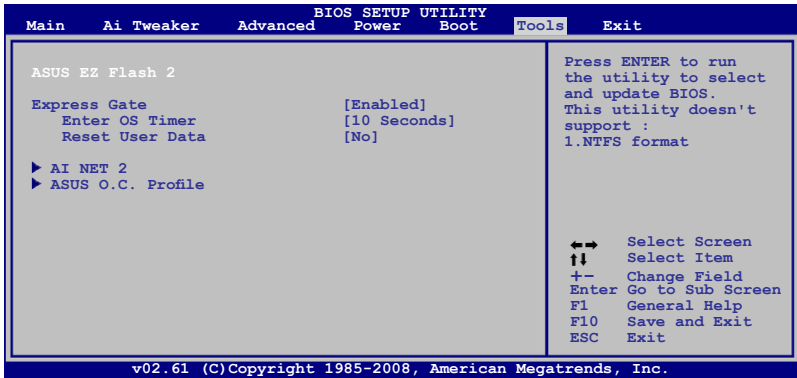 BIOS SETUP UTILITY
Main Ai Tweaker Advanced Power Boot Tools Exit
ASUS EZ Flash 2
Express Gate [Enabled]
Enter OS Timer [10 Seconds]
Reset User Data [No]
AI NET 2
ASUS O.C. Profile
Press ENTER to run
the utility to select
and update BIOS.
This utility doesn't
support :
1.NTFS format
←→ Select Screen
↑↓ Select Item
+- Change Field
Enter Go to Sub Screen
F1 General Help
F10 Save and Exit
ESC Exit
v02.61 (C)Copyright 1985-2008, American Megatrends, Inc.